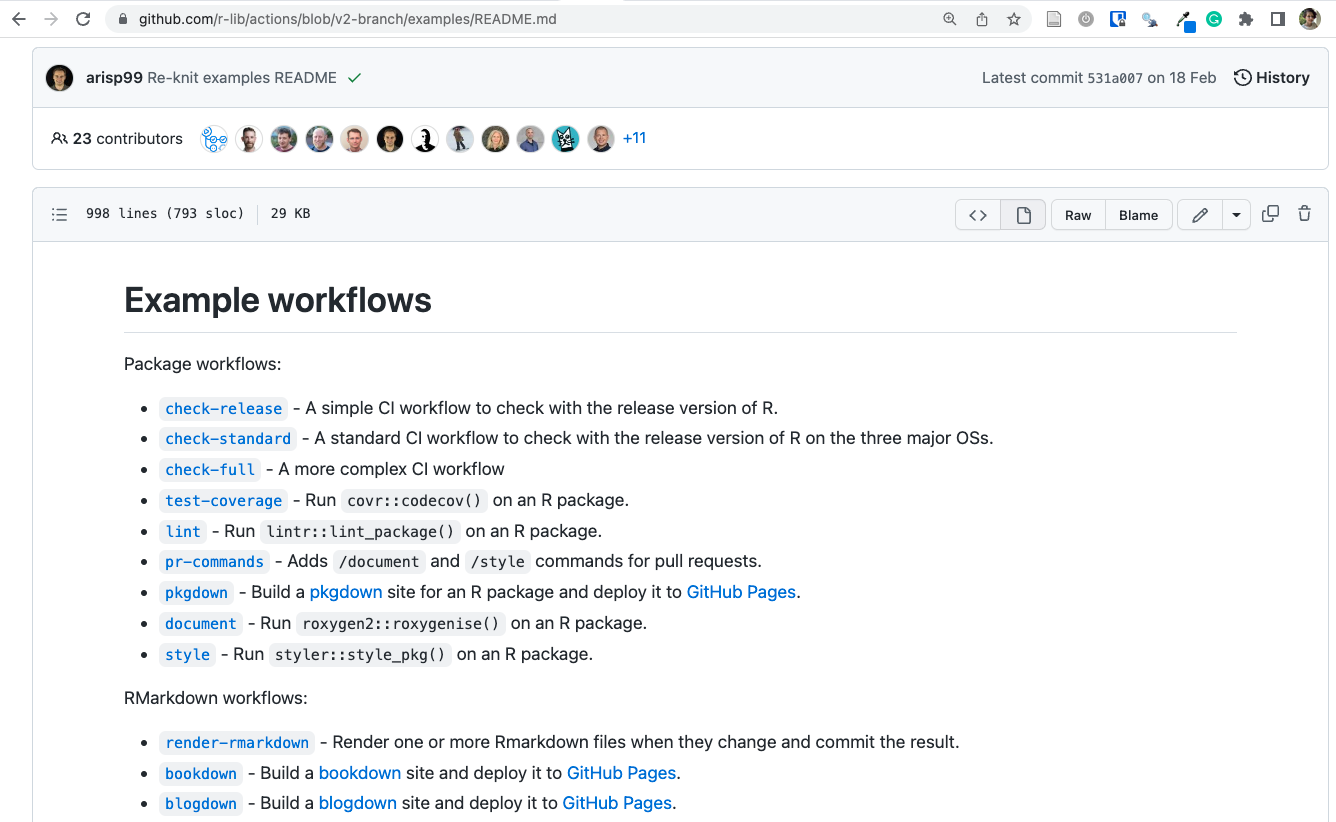 github.com/r-lib/actions/blob/v2-branch/examples/README.md
arisp99 Re-knit examples README
Latest commit 531a007 on 18 Feb History
23 contributors +11
998 lines (793 sloc) 29 KB
<> Raw Blame
Example workflows
Package workflows:
• check-release - A simple CI workflow to check with the release version of R.
• check-standard - A standard CI workflow to check with the release version of R on the three major OSs.
• check-full - A more complex CI workflow
• test-coverage - Run covr::codecov() on an R package.
• lint - Run lintr::lint_package() on an R package.
• pr-commands - Adds /document and /style commands for pull requests.
• pkgdown - Build a pkgdown site for an R package and deploy it to GitHub Pages.
• document - Run roxygen2::roxygenise() on an R package.
• style - Run styler::style_pkg() on an R package.
RMarkdown workflows:
• render-rmarkdown - Render one or more Rmarkdown files when they change and commit the result.
• bookdown - Build a bookdown site and deploy it to GitHub Pages.
• blogdown - Build a blogdown site and deploy it to GitHub Pages.